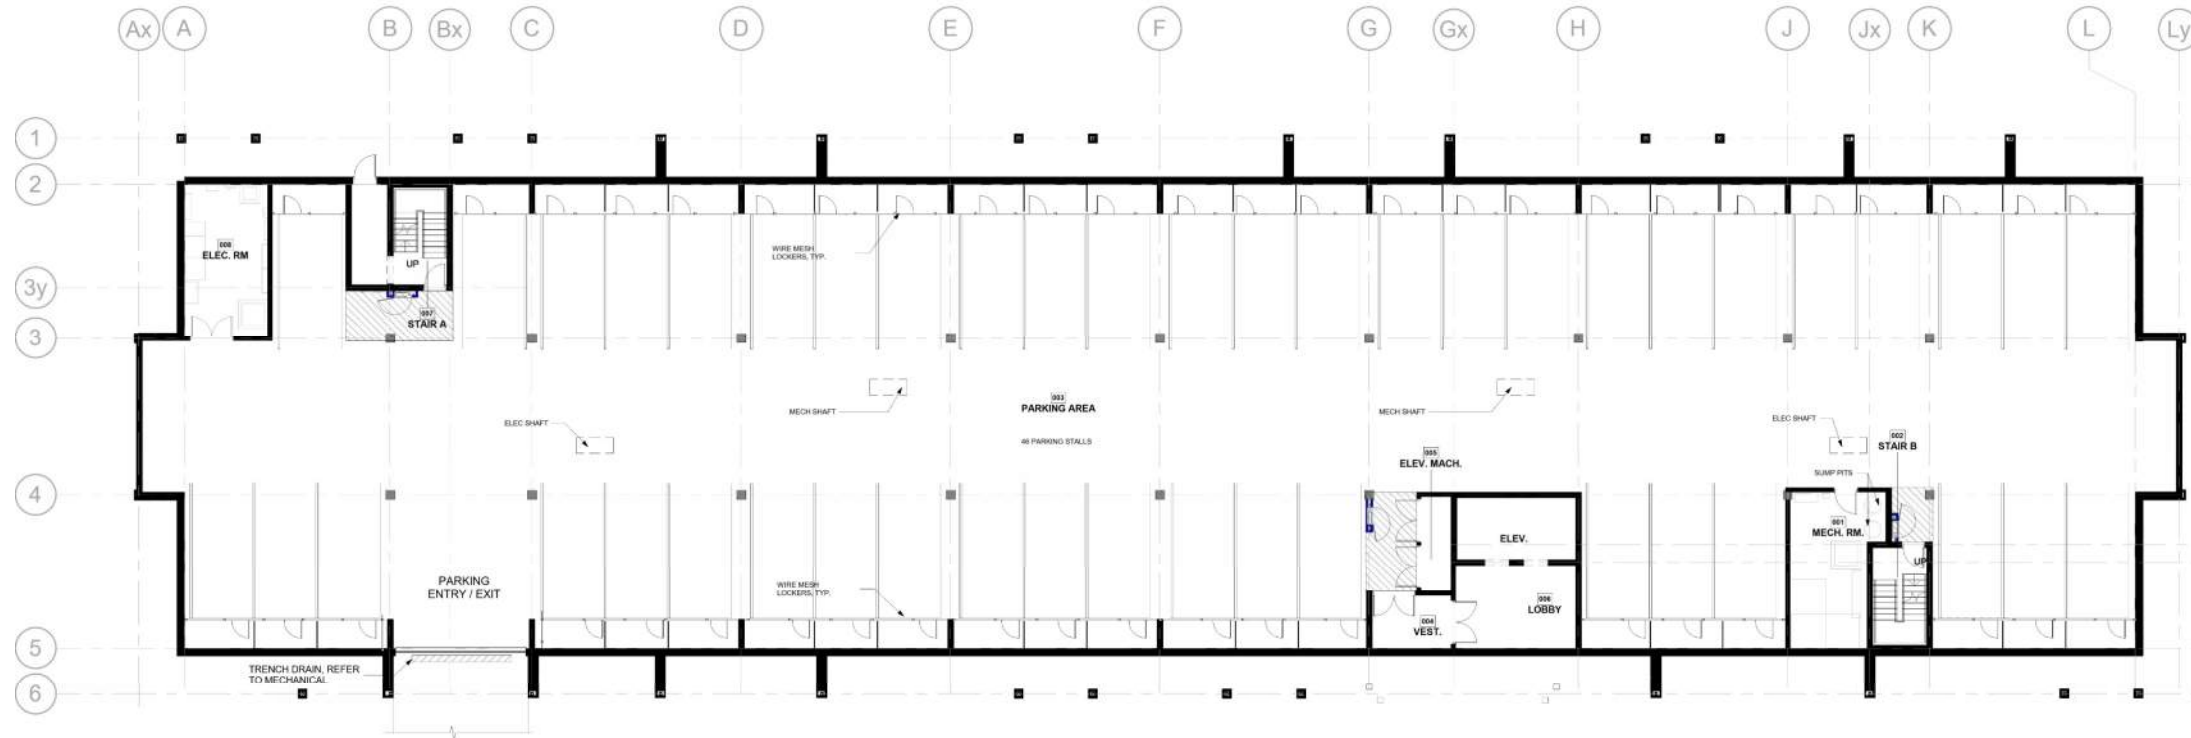 Ax
A
B
Bx
C
D
E
F
G
Gx
H
J
Jx
K
L
Ly
1
2
3y
3
4
5
6
008
ELEC. RM
UP
007
STAIR A
WIRE MESH
LOCKERS, TYP.
MECH SHAFT
003
PARKING AREA
46 PARKING STALLS
ELEC SHAFT
MECH SHAFT
ELEC SHAFT
002
STAIR B
005
ELEV. MACH.
SUMP PITS
001
MECH. RM.
ELEV.
UP
PARKING
ENTRY / EXIT
WIRE MESH
LOCKERS, TYP.
006
LOBBY
004
VEST.
TRENCH DRAIN, REFER
TO MECHANICAL